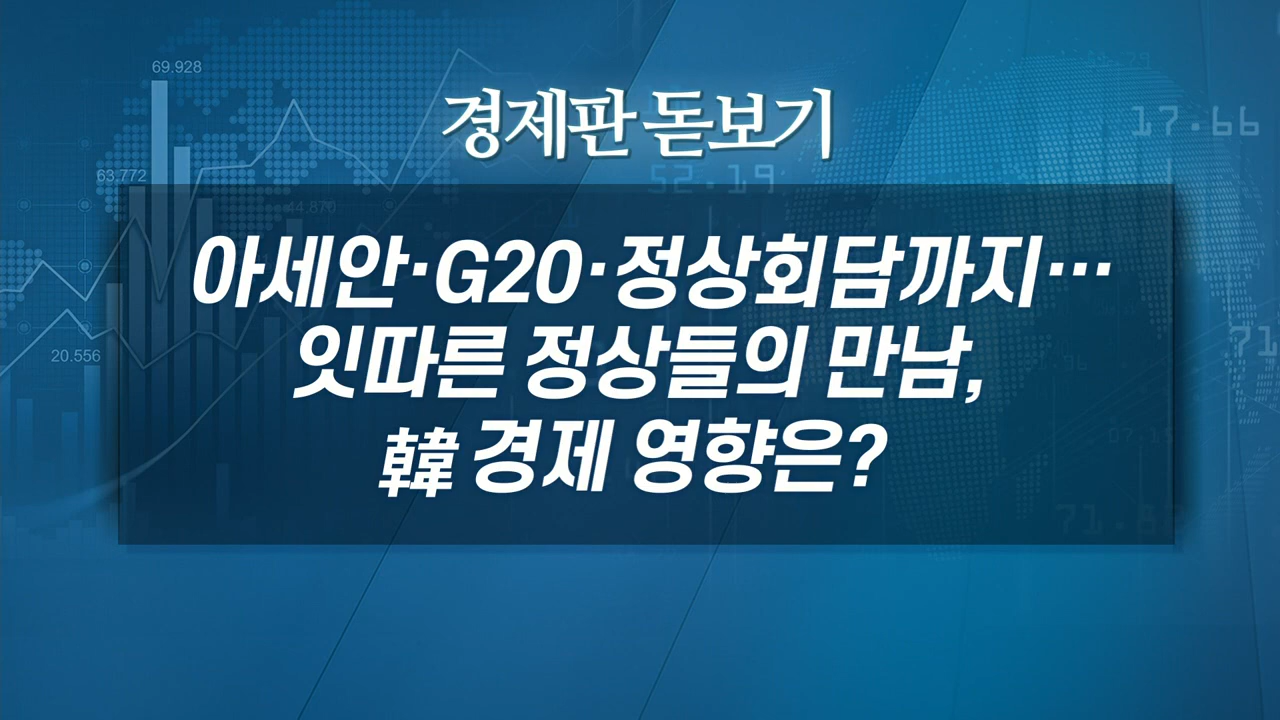 69.928
경제판 돋보기
17.66
63.772
52.19
44.870
아세안·G20·정상회담까지…
잇따른 정상들의 만남,
20.556
韓 경제 영향은?